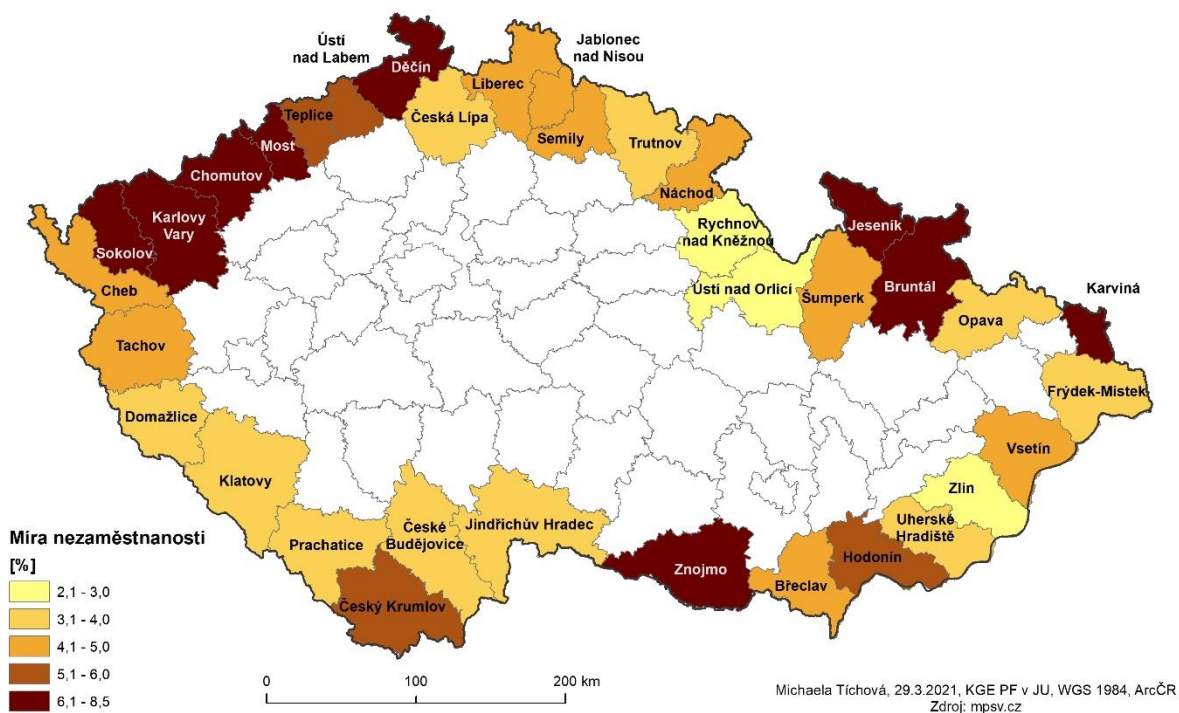 Ústí
nad Labem
Děčín
Jablonec
nad Nisou
Liberec
Teplice
Česká Lípa
Semily
Trutnov
Most
Chomutov
Náchod
Karlovy
Vary
Sokolov
Rychnov
nad Kněžnou
Jeseník
Cheb
Ústí nad Orlicí
Šumperk
Bruntál
Karviná
Opava
Tachov
Frýdek-Místek
Domažlice
Vsetín
Klatovy
Zlín
Uherské
Hradiště
České
Budějovice
Jindřichův Hradec
Prachatice
Hodonín
Znojmo
Břeclav
Český Krumlov
Míra nezaměstnanosti
[%]
2,1 - 3,0
3,1 - 4,0
4,1 - 5,0
5,1 - 6,0
6,1 - 8,5
0 100 200 km
Michaela Tíchová, 29.3.2021, KGE PF v JU, WGS 1984, ArcČR
Zdroj: mpsv.cz